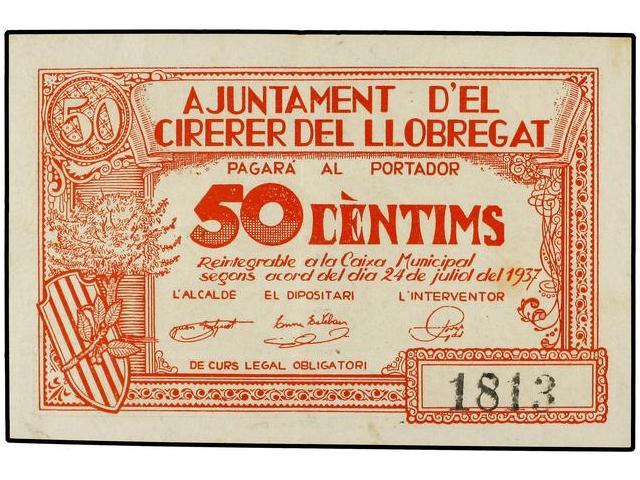 50
AJUNTAMENT D'EL
CIRERER DEL LLOBREGAT
PAGARÁ AL PORTADOR
50 CÈNTIMS
Reintegrable a la Caixa Municipal
segons acord del dia 24 de juliol del 1937
L'ALCALDE EL DIPOSITARI L'INTERVENTOR
DE CURS LEGAL OBLIGATORI
1813